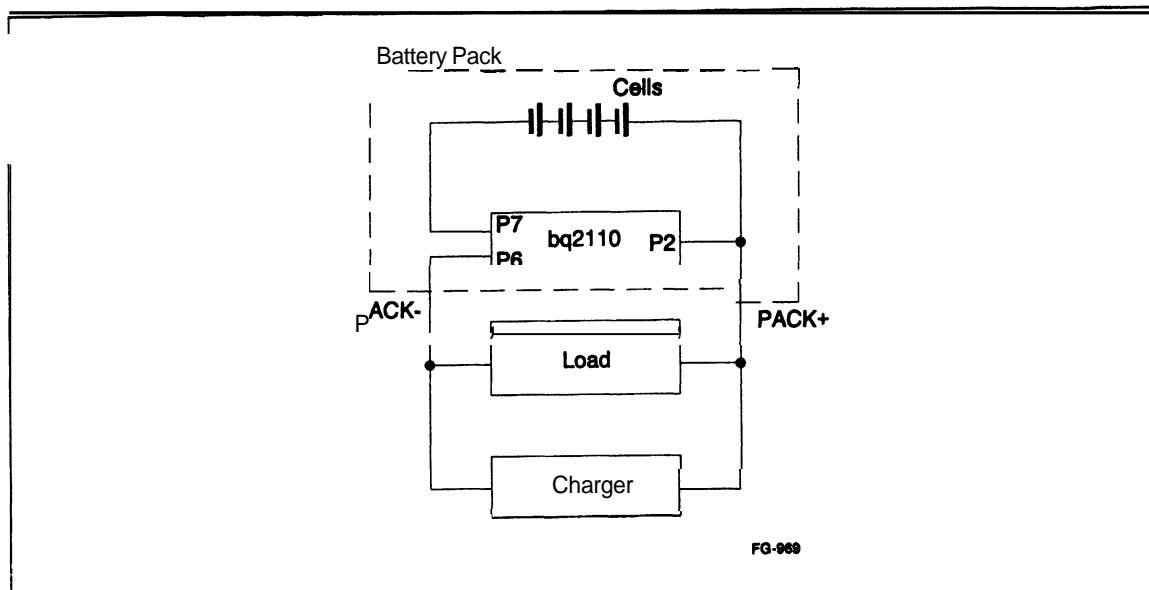 Battery Pack
Cells
P7
bq2110
P2
P6
PACK-
PACK+
Load
Charger
FG-969